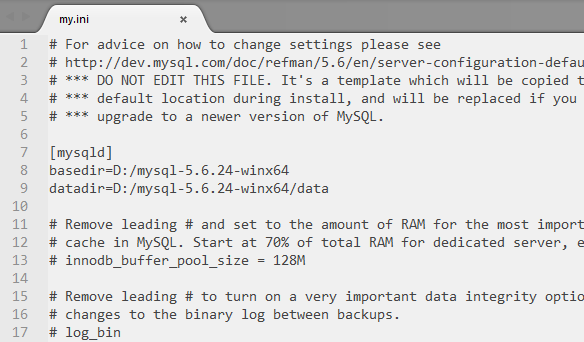 my.ini ×
1 # For advice on how to change settings please see
2 # http://dev.mysql.com/doc/refman/5.6/en/server-configuration-defau
3 # *** DO NOT EDIT THIS FILE. It's a template which will be copied t
4 # *** default location during install, and will be replaced if you
5 # *** upgrade to a newer version of MySQL.
6
7 [mysqld]
8 basedir=D:/mysql-5.6.24-winx64
9 datadir=D:/mysql-5.6.24-winx64/data
10
11 # Remove leading # and set to the amount of RAM for the most import
12 # cache in MySQL. Start at 70% of total RAM for dedicated server, e
13 # innodb_buffer_pool_size = 128M
14
15 # Remove leading # to turn on a very important data integrity optio
16 # changes to the binary log between backups.
17 # log_bin